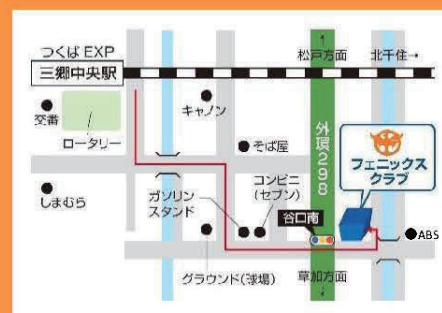 つくばEXP
三郷中央駅
松戸方面
北千住→
交番
ロータリー
キャノン
外環298
そば屋
フェニックス
クラブ
しまむら
ガソリン
スタンド
コンビニ
(セブン)
谷口南
ABS
グラウンド(球場)
草加方面